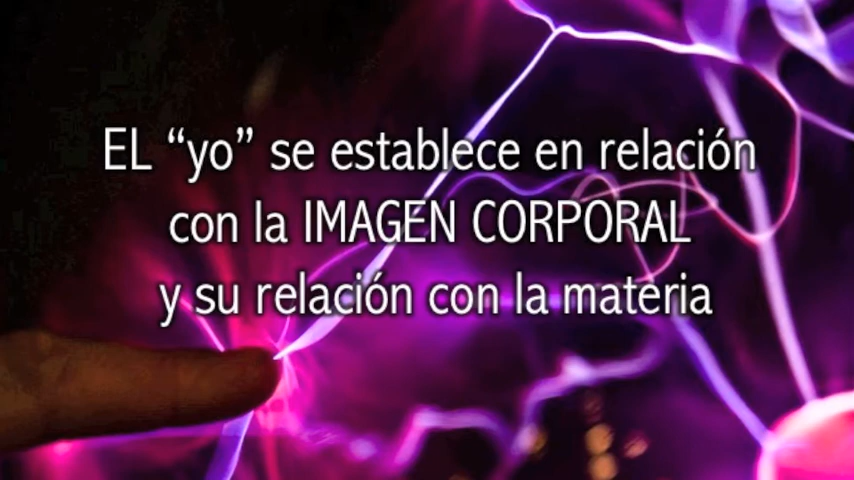 EL “yo” se establece en relación
con la IMAGEN CORPORAL
y su relación con la materia